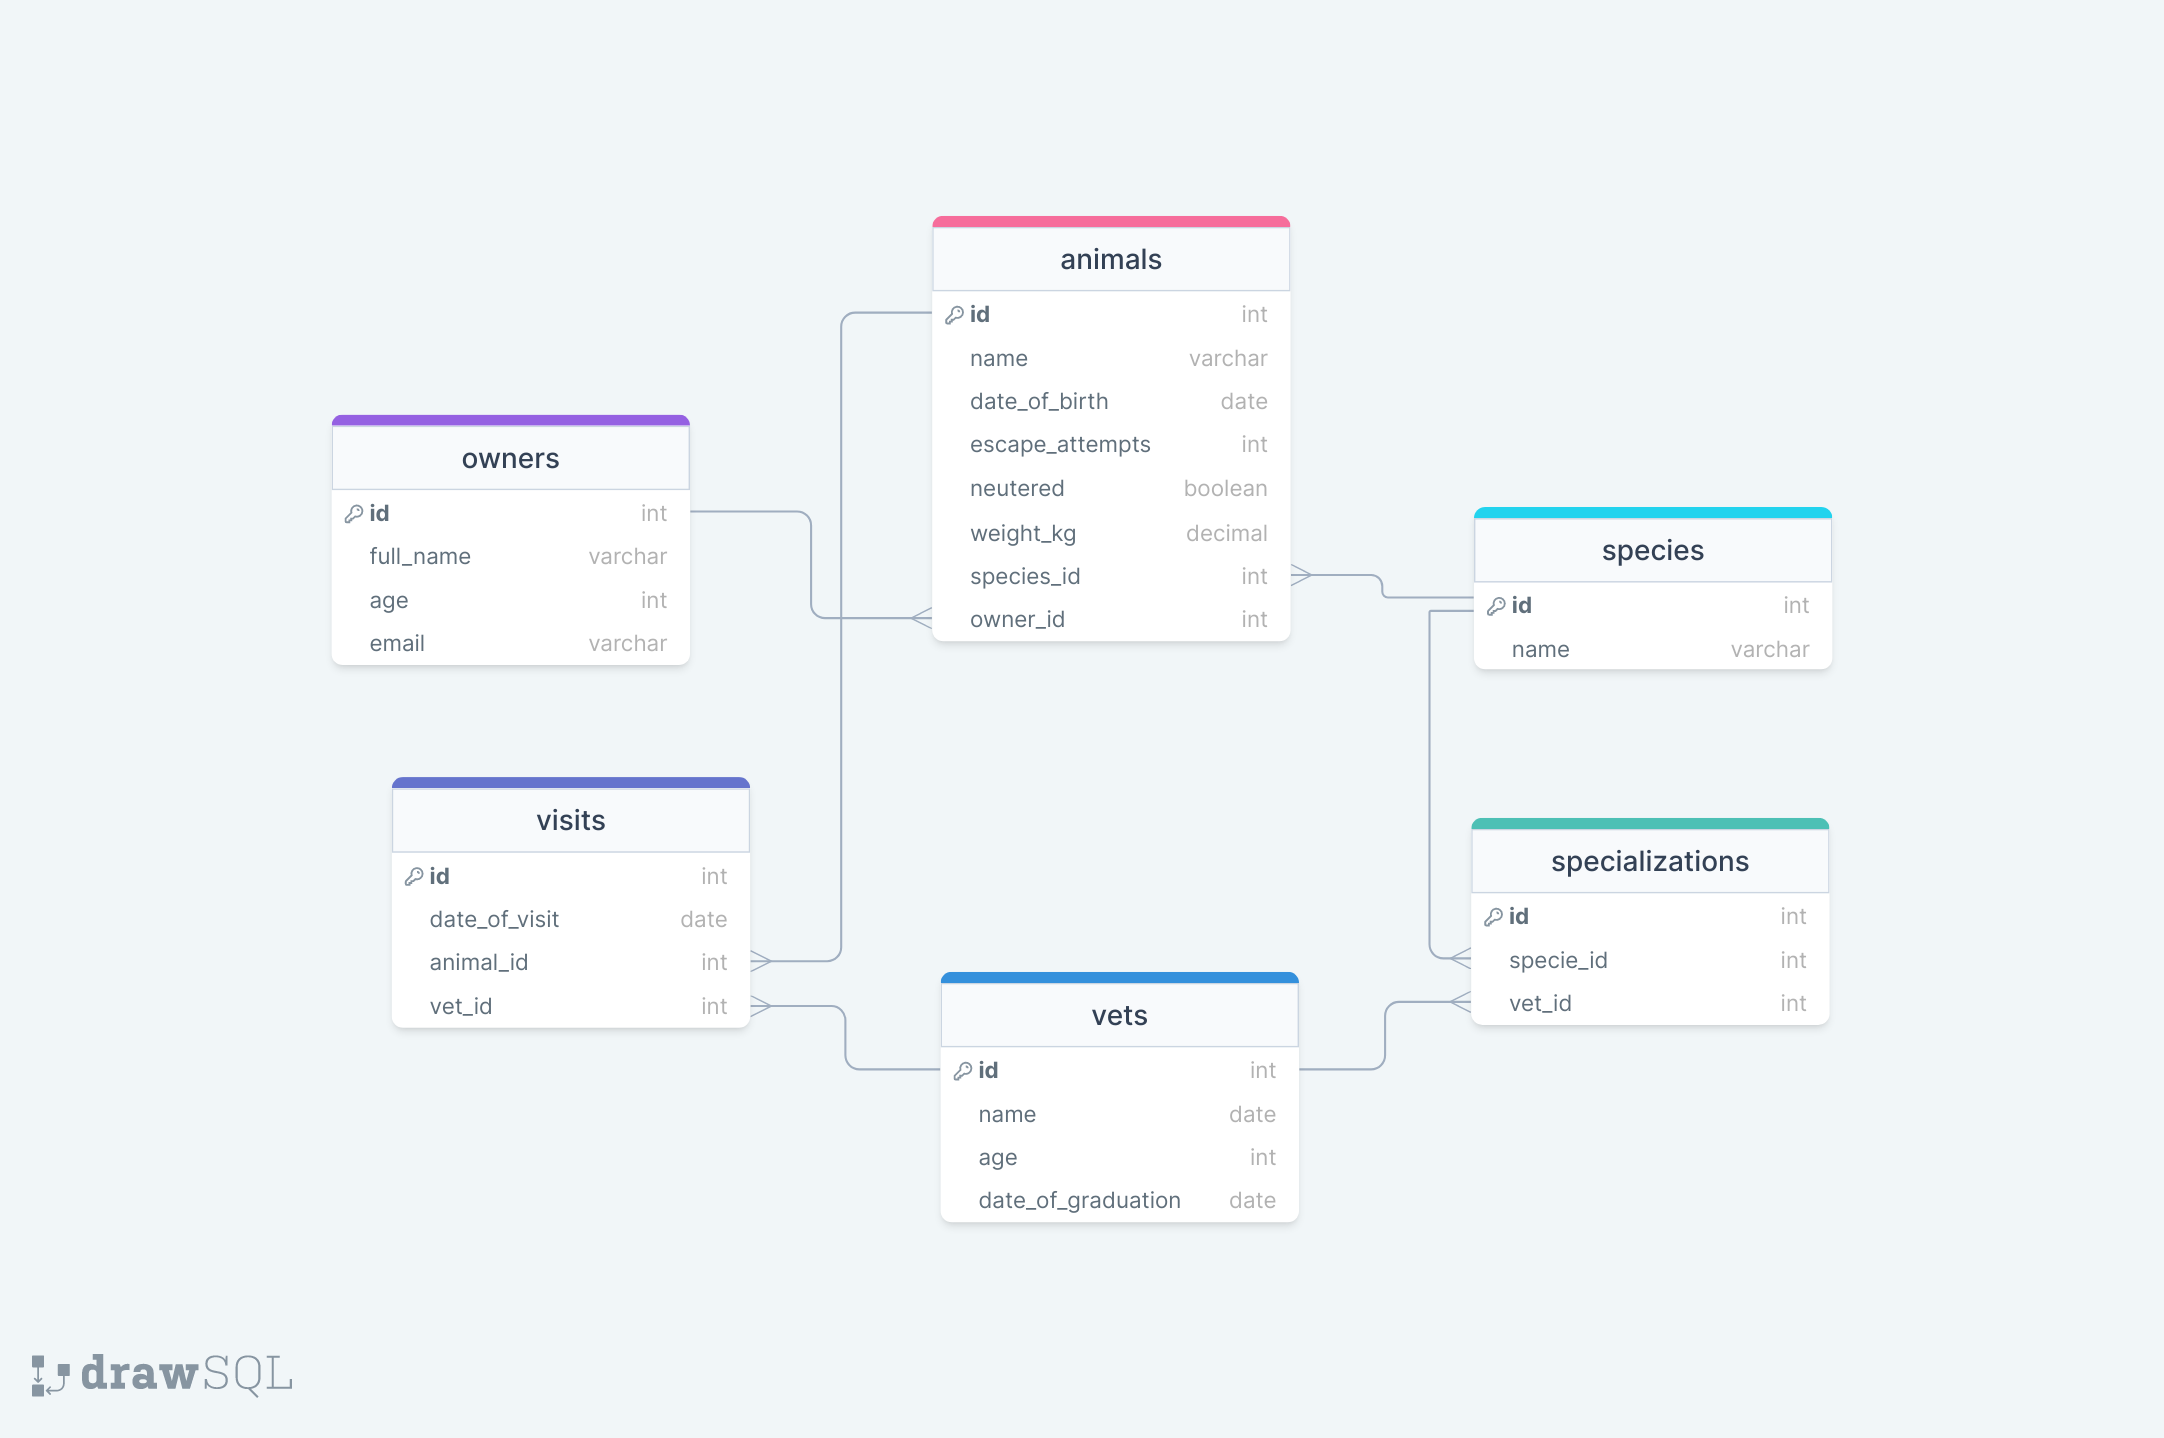 animals
id int
name varchar
date_of_birth date
escape_attempts int
neutered boolean
weight_kg decimal
species_id int
owner_id int
owners
id int
full_name varchar
age int
email varchar
species
id int
name varchar
visits
id int
date_of_visit date
animal_id int
vet_id int
specializations
id int
specie_id int
vet_id int
vets
id int
name date
age int
date_of_graduation date
drawSQL